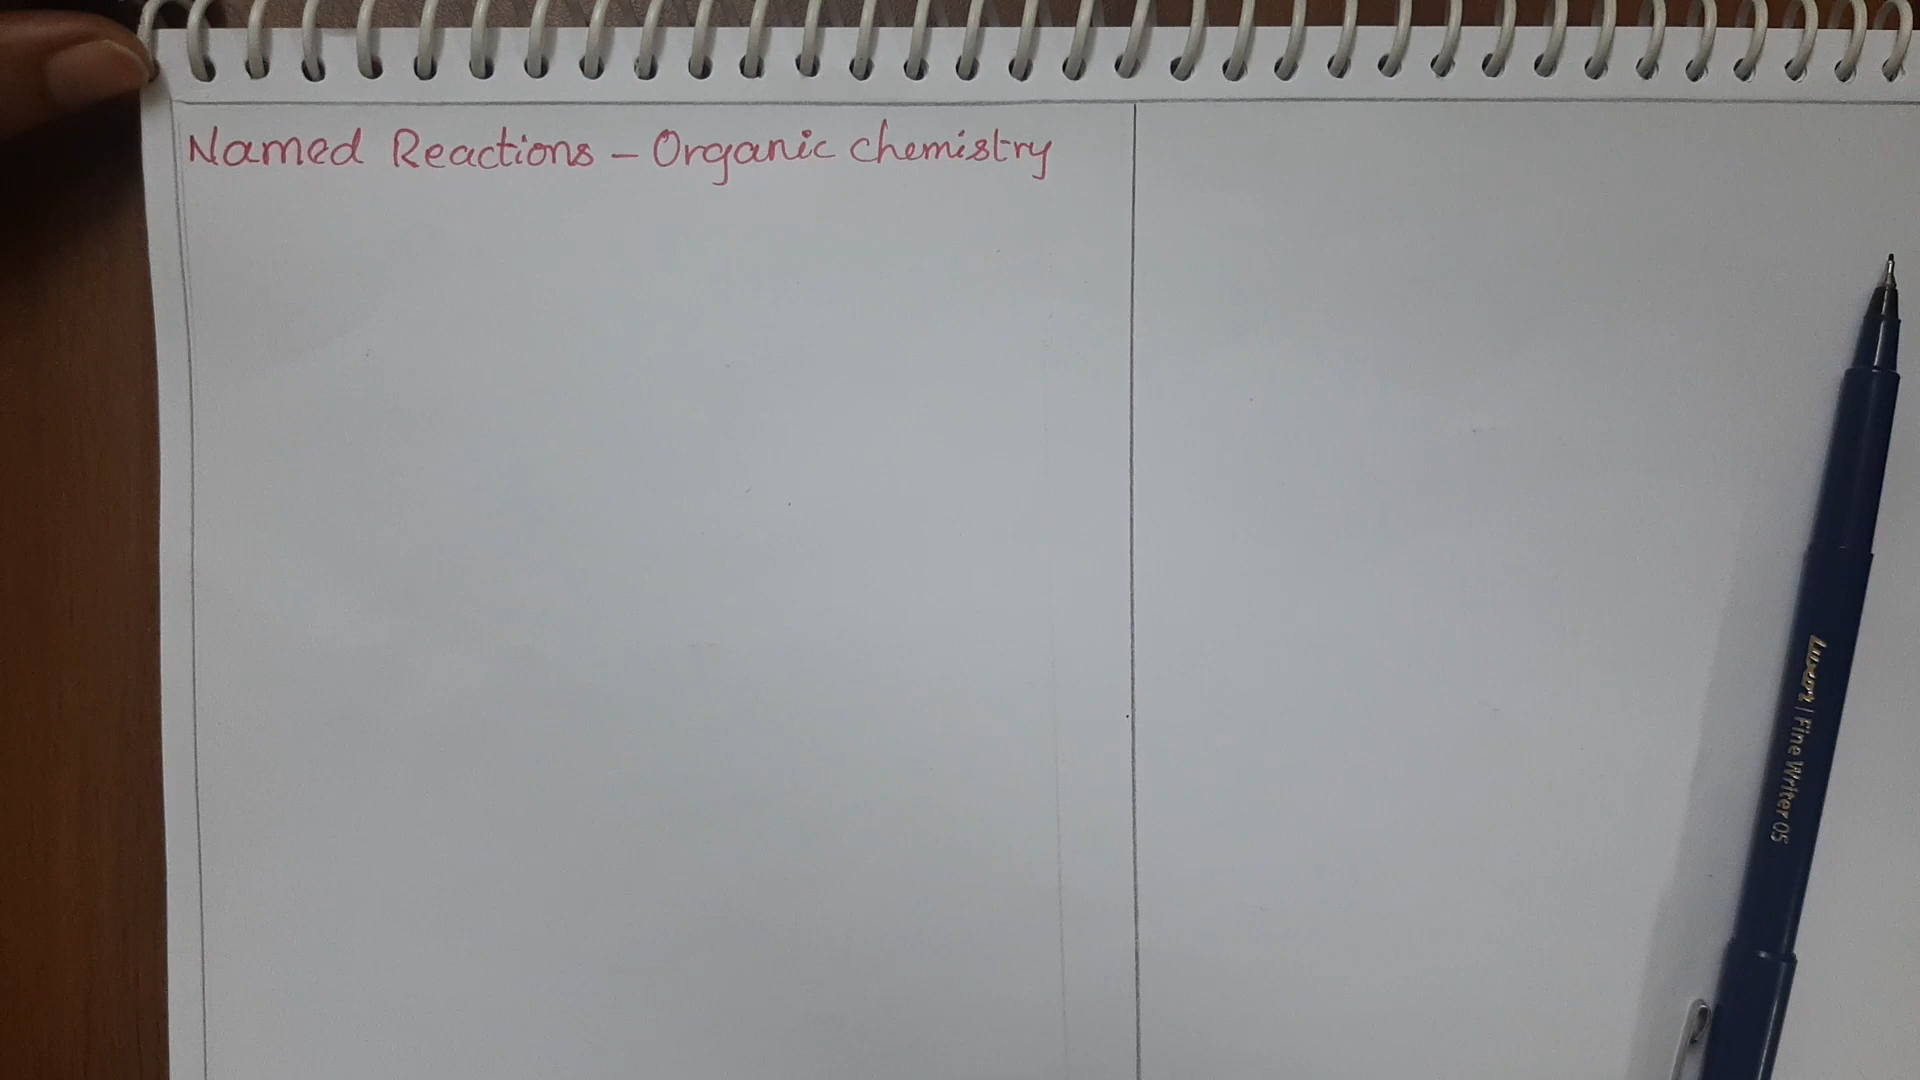 Named Reactions – Organic chemistry
Luxor | Fine Writer 05